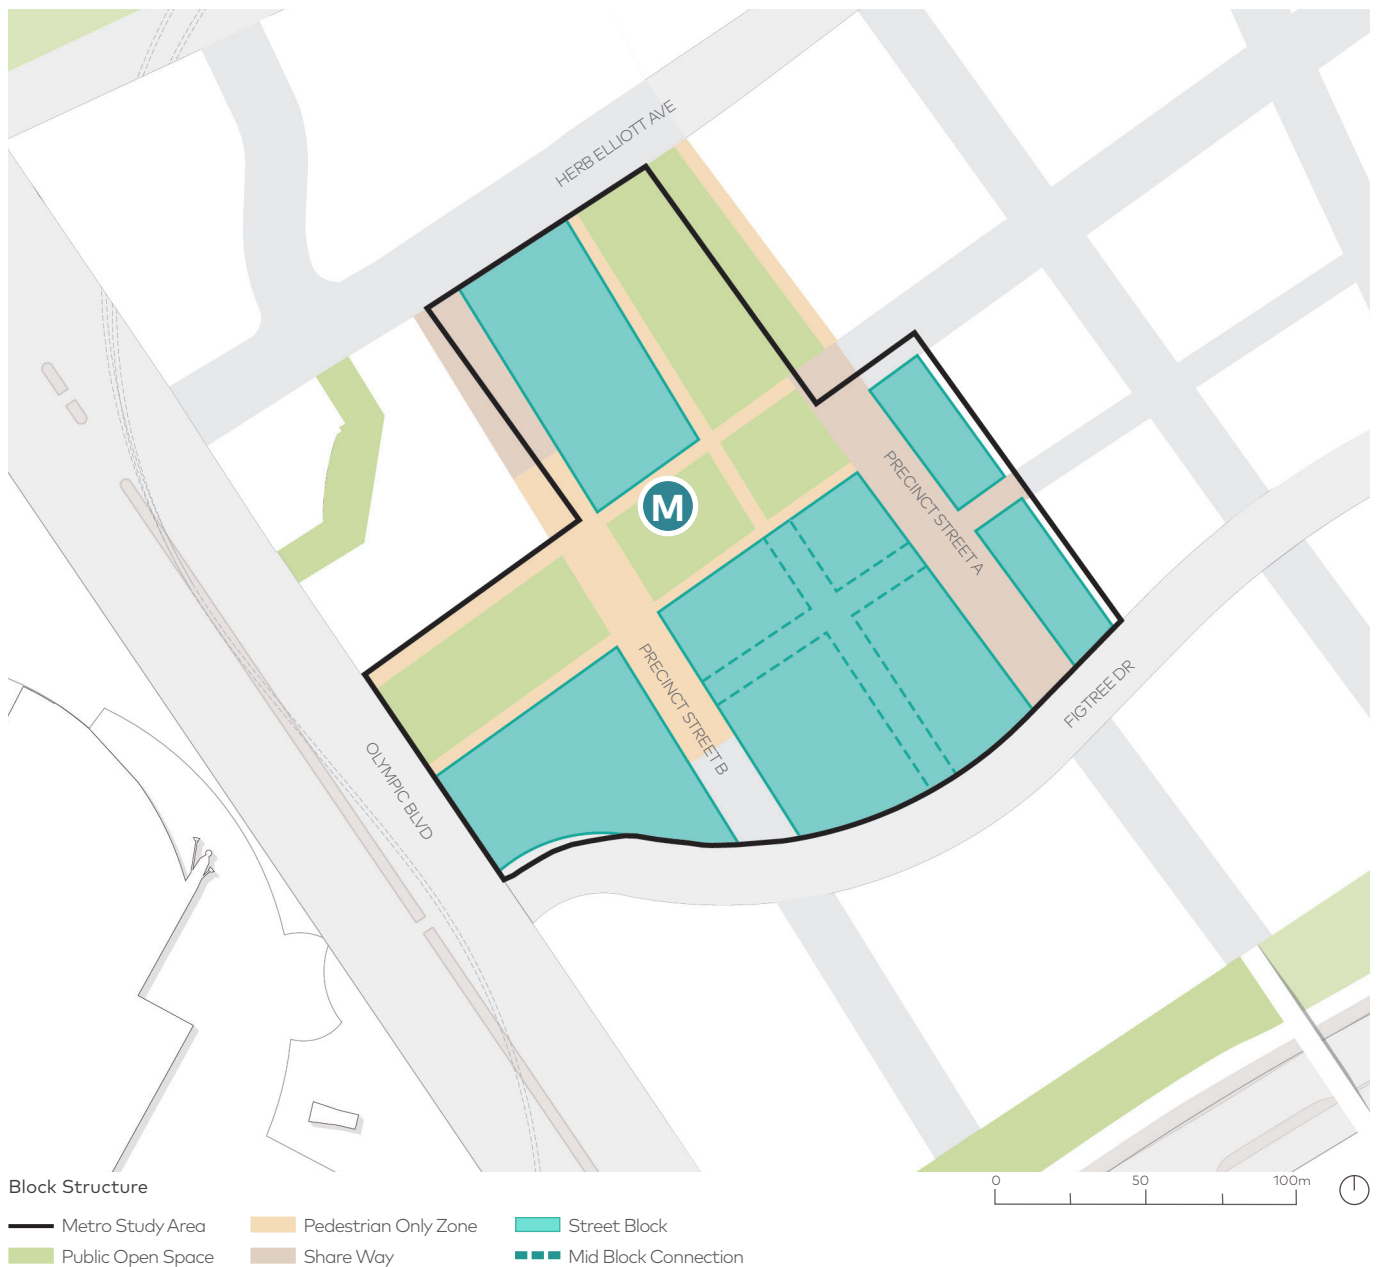 HERB ELLIOTT AVE
PRECINCT STREET A
M
PRECINCT STREET B
FIGTREE DR
OLYMPIC BLVD
Block Structure
0 50 100m
Metro Study Area
Pedestrian Only Zone
Street Block
Public Open Space
Share Way
Mid Block Connection